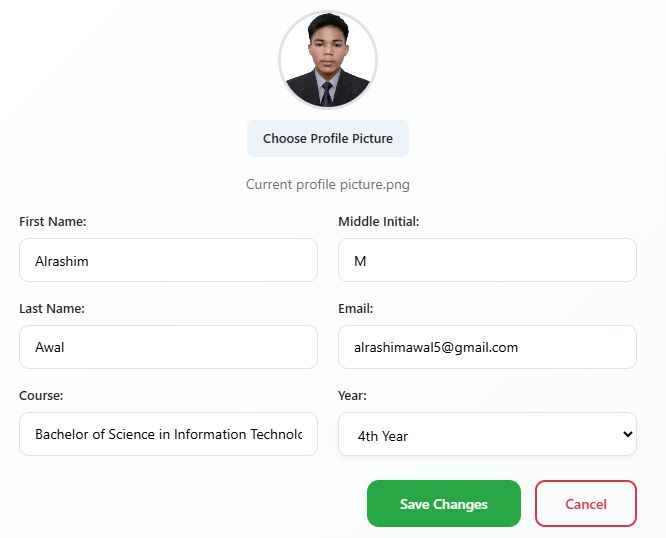 Choose Profile Picture
Current profile picture.png
First Name:
Middle Initial:
Alrashim
M
Last Name:
Email:
Awal
alrashimawal5@gmail.com
Course:
Year:
Bachelor of Science in Information Technolo
4th Year
Save Changes
Cancel